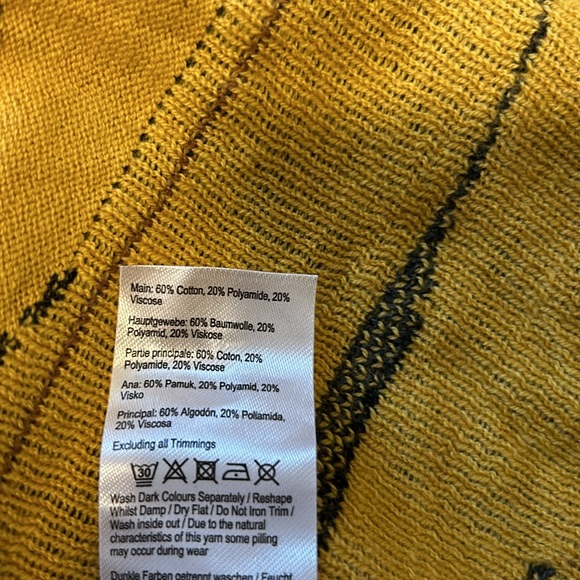 Main: 60% Cotton, 20% Polyamide, 20%
Viscose
Hauptgewebe: 60% Baumwolle, 20%
Polyamid, 20% Viskose
Partie principale: 60% Coton, 20%
Polyamide, 20% Viscose
Ana: 60% Pamuk, 20% Polyamid, 20%
Visko
Principal: 60% Algodón, 20% Poliamida,
20% Viscosa
Excluding all Trimmings
30
Wash Dark Colours Separately / Reshape
Whilst Damp / Dry Flat / Do Not Iron Trim /
Wash inside out / Due to the natural
characteristics of this yarn some pilling
may occur during wear
Dunkle Farben getrennt waschen / Feucht